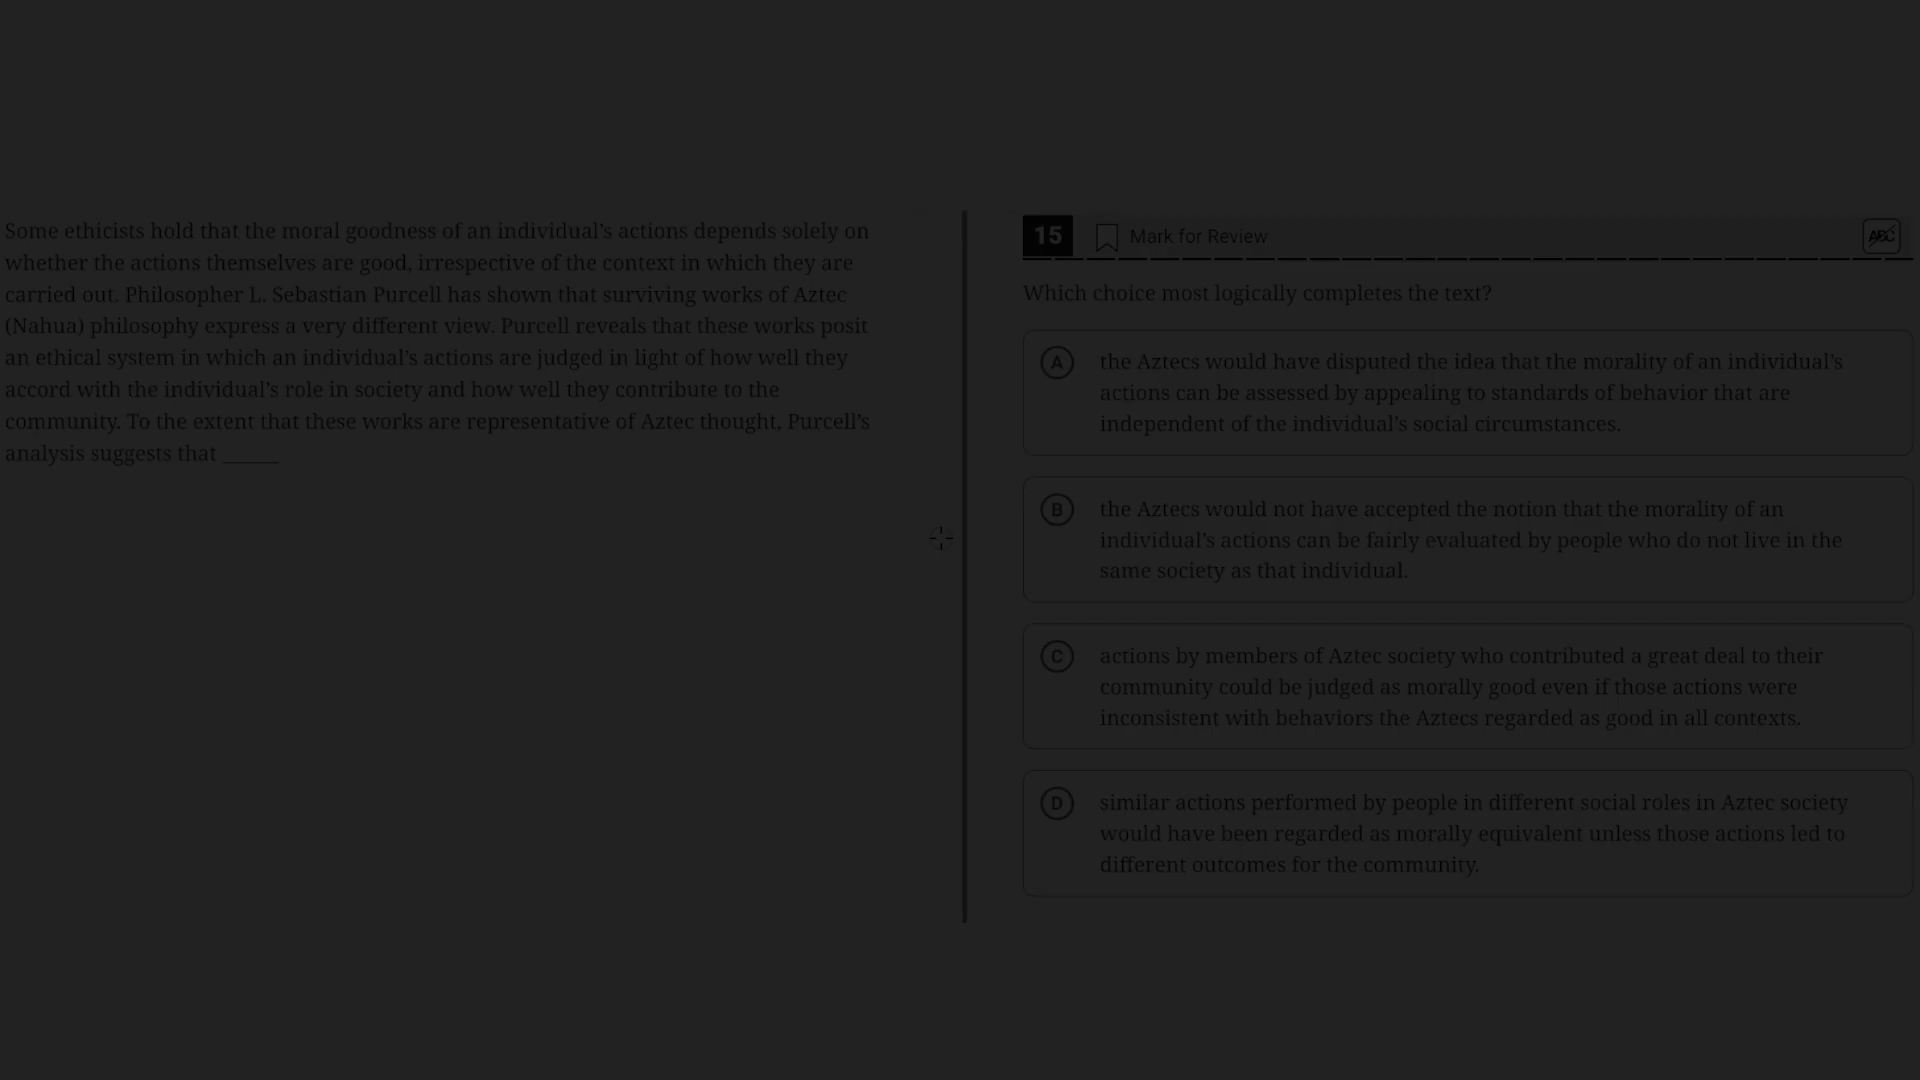 Some ethicists hold that the moral goodness of an individual's actions depends solely on
whether the actions themselves are good, irrespective of the context in which they are
carried out. Philosopher L. Sebastian Purcell has shown that surviving works of Aztec
(Nahua) philosophy express a very different view. Purcell reveals that these works posit
an ethical system in which an individual's actions are judged in light of how well they
accord with the individual's role in society and how well they contribute to the
community. To the extent that these works are representative of Aztec thought, Purcell's
analysis suggests that ______
15 Mark for Review ABC
Which choice most logically completes the text?
A the Aztecs would have disputed the idea that the morality of an individual's
actions can be assessed by appealing to standards of behavior that are
independent of the individual's social circumstances.
B the Aztecs would not have accepted the notion that the morality of an
individual's actions can be fairly evaluated by people who do not live in the
same society as that individual.
C actions by members of Aztec society who contributed a great deal to their
community could be judged as morally good even if those actions were
inconsistent with behaviors the Aztecs regarded as good in all contexts.
D similar actions performed by people in different social roles in Aztec society
would have been regarded as morally equivalent unless those actions led to
different outcomes for the community.